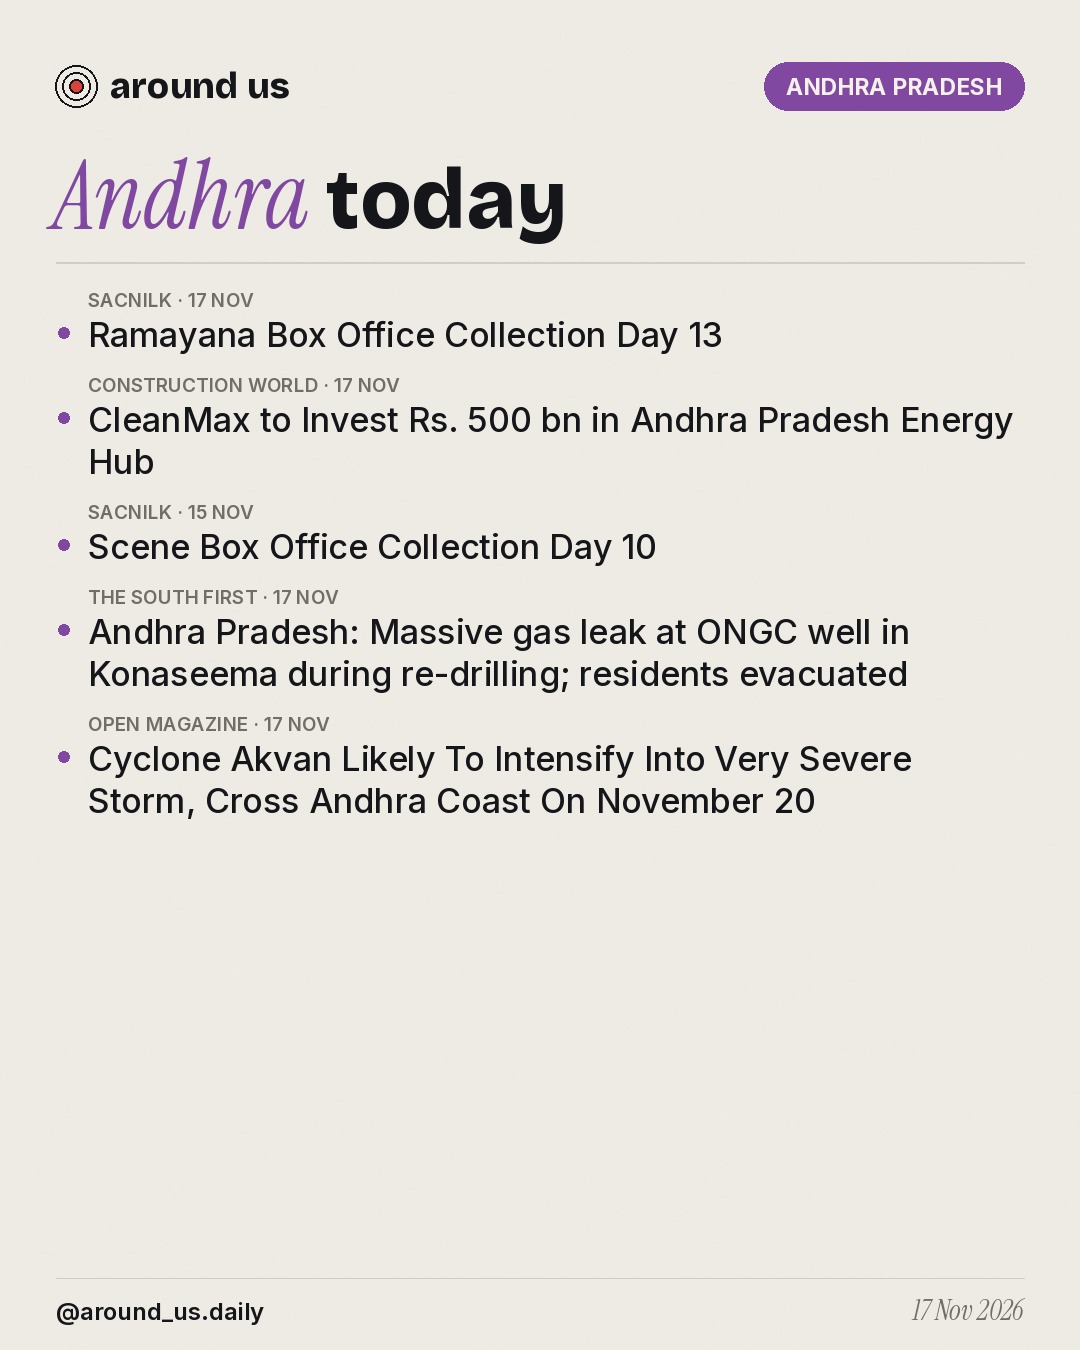 around us
ANDHRA PRADESH
Andhra today
SACNILK · 17 NOV
Ramayana Box Office Collection Day 13
CONSTRUCTION WORLD · 17 NOV
CleanMax to Invest Rs. 500 bn in Andhra Pradesh Energy
Hub
SACNILK · 15 NOV
Scene Box Office Collection Day 10
THE SOUTH FIRST · 17 NOV
Andhra Pradesh: Massive gas leak at ONGC well in
Konaseema during re-drilling; residents evacuated
OPEN MAGAZINE · 17 NOV
Cyclone Akvan Likely To Intensify Into Very Severe
Storm, Cross Andhra Coast On November 20
@around_us.daily
17 Nov 2026